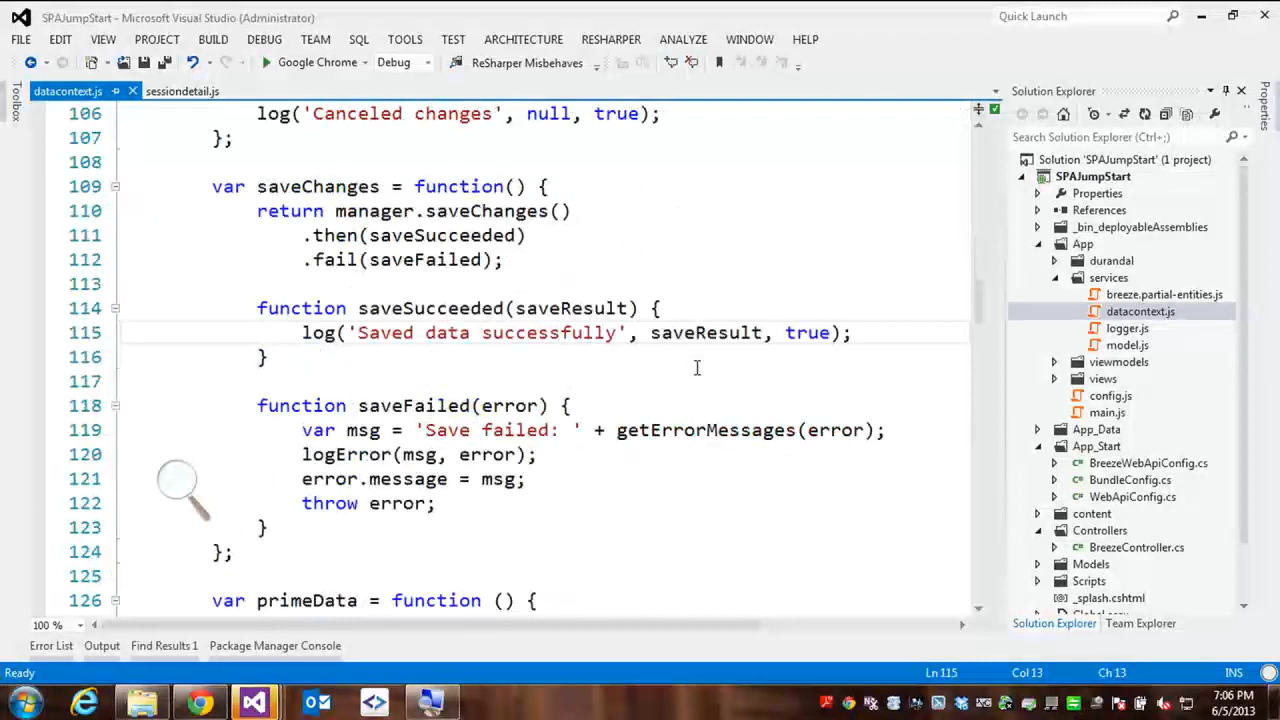 SPAJumpStart - Microsoft Visual Studio (Administrator)
Quick Launch
FILE EDIT VIEW PROJECT BUILD DEBUG TEAM SQL TOOLS TEST ARCHITECTURE RESHARPER ANALYZE WINDOW HELP
Google Chrome Debug ReSharper Misbehaves
Toolbox
datacontext.js sessiondetail.js
106 log('Canceled changes', null, true);
107 };
108
109 var saveChanges = function() {
110 return manager.saveChanges()
111 .then(saveSucceeded)
112 .fail(saveFailed);
113
114 function saveSucceeded(saveResult) {
115 log('Saved data successfully', saveResult, true);
116 }
117
118 function saveFailed(error) {
119 var msg = 'Save failed: ' + getErrorMessages(error);
120 logError(msg, error);
121 error.message = msg;
122 throw error;
123 }
124 };
125
126 var primeData = function () {
100 %
Solution Explorer
Search Solution Explorer (Ctrl+;)
Solution 'SPAJumpStart' (1 project)
SPAJumpStart
Properties
References
_bin_deployableAssemblies
App
durandal
services
breeze.partial-entities.js
datacontext.js
logger.js
model.js
viewmodels
views
config.js
main.js
App_Data
App_Start
BreezeWebApiConfig.cs
BundleConfig.cs
WebApiConfig.cs
content
Controllers
BreezeController.cs
Models
Scripts
_splash.cshtml
Solution Explorer Team Explorer
Properties
Error List Output Find Results 1 Package Manager Console
Ready Ln 115 Col 13 Ch 13 INS
7:06 PM
6/5/2013